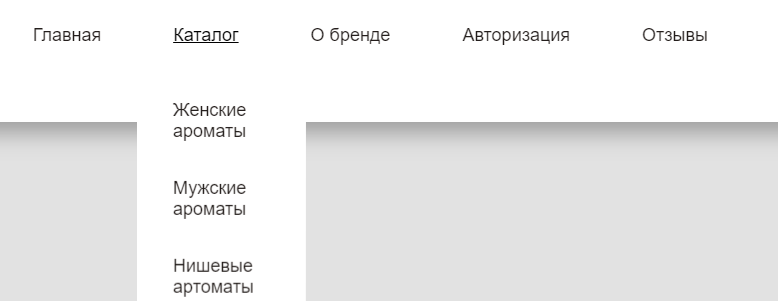 Главная Каталог О бренде Авторизация Отзывы
Женские
ароматы
Мужские
ароматы
Нишевые
артоматы